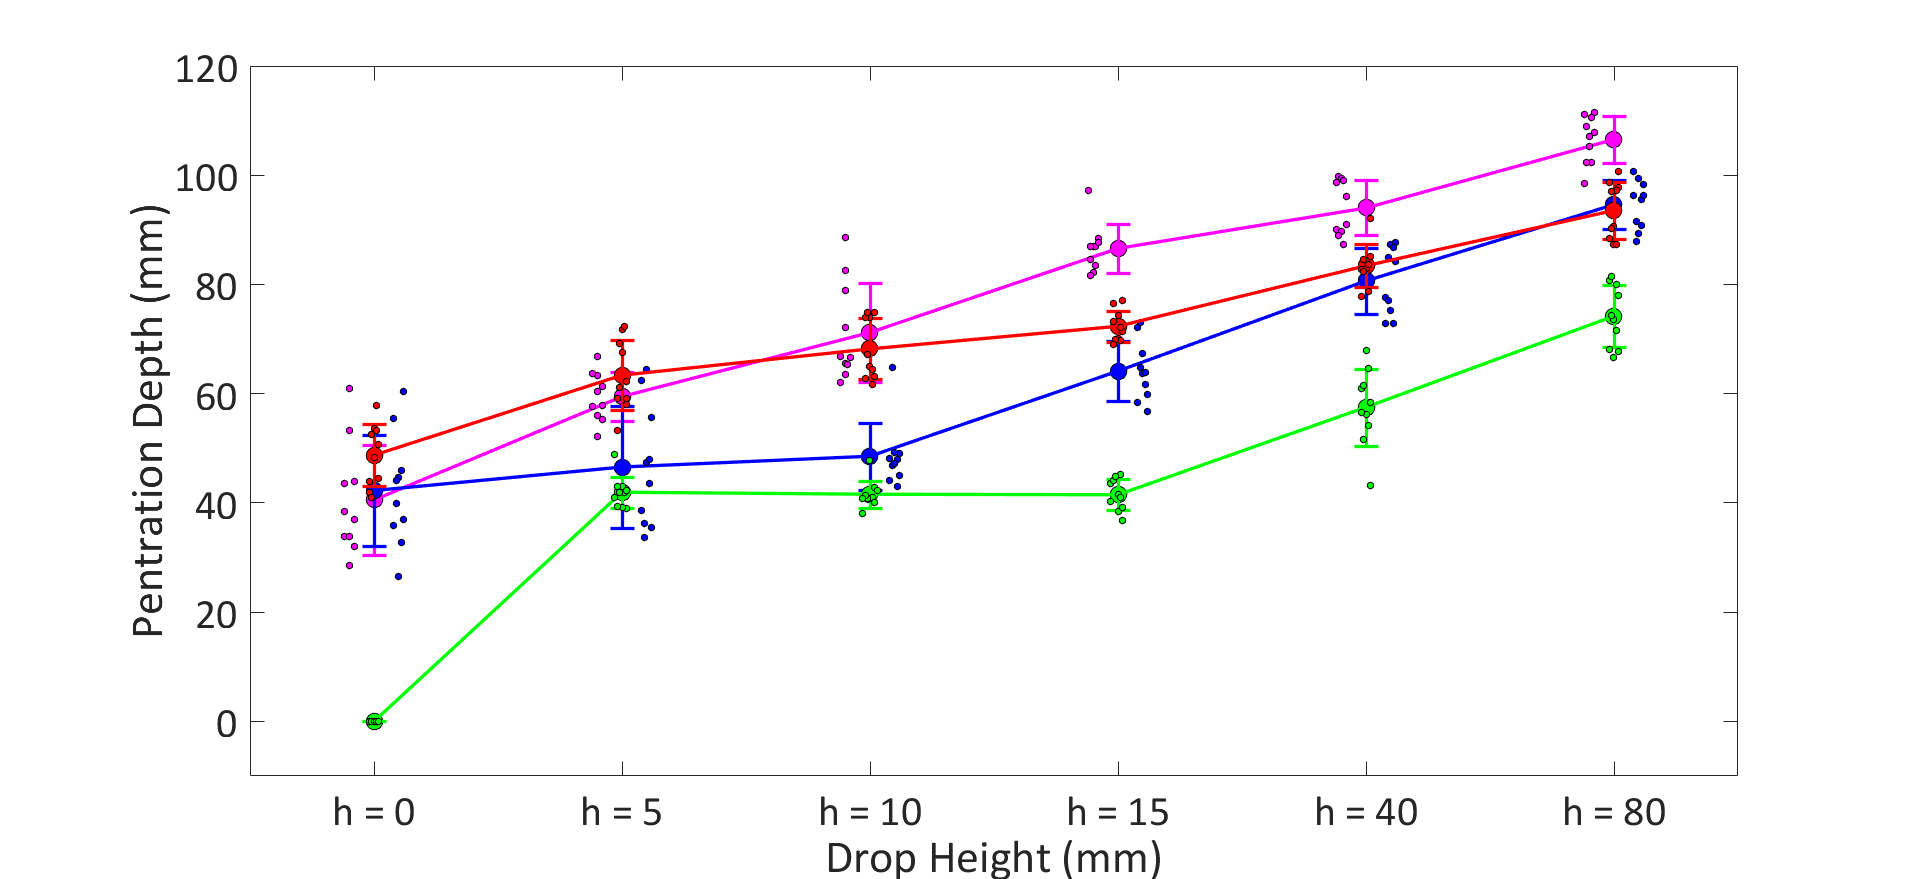 120
100
80
60
40
20
0
Pentration Depth (mm)
h = 0
h = 5
h = 10
h = 15
h = 40
h = 80
Drop Height (mm)